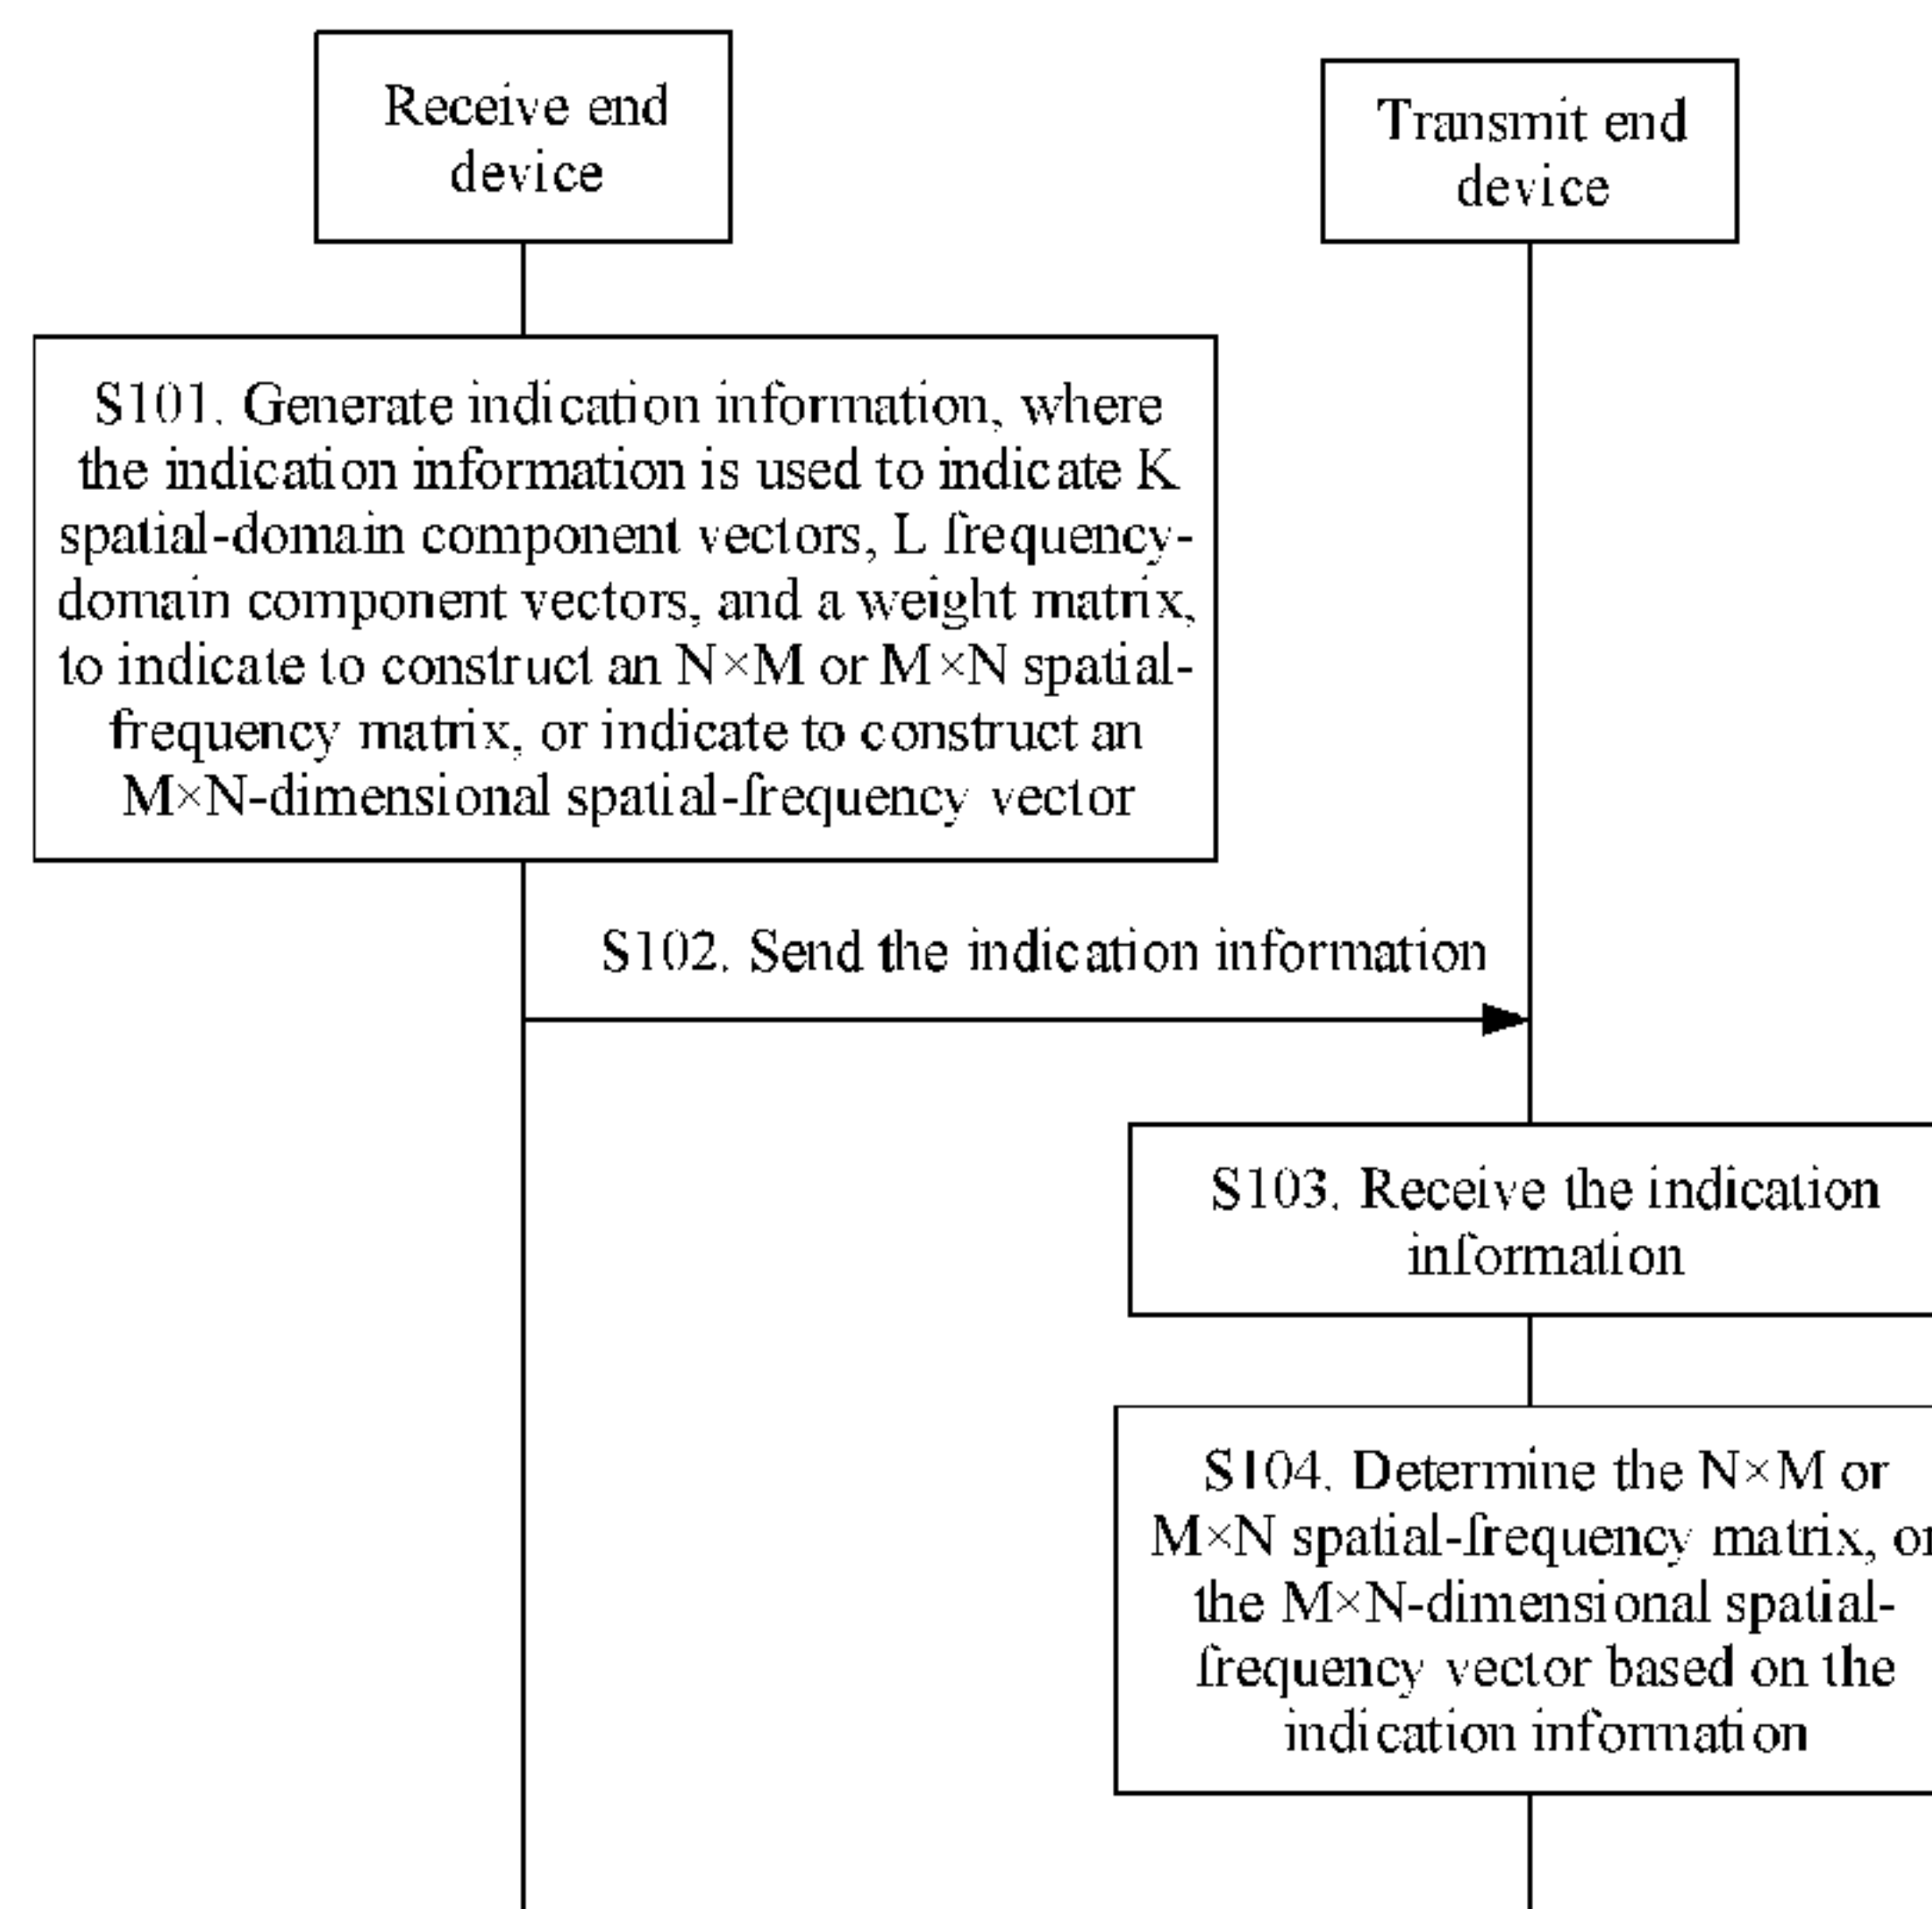 Receive end
device
Transmit end
device
S101. Generate indication information, where
the indication information is used to indicate K
spatial-domain component vectors, L frequency-
domain component vectors, and a weight matrix,
to indicate to construct an N×M or M×N spatial-
frequency matrix, or indicate to construct an
M×N-dimensional spatial-frequency vector
S102. Send the indication information
S103. Receive the indication
information
S104. Determine the N×M or
M×N spatial-frequency matrix, or
the M×N-dimensional spatial-
frequency vector based on the
indication information